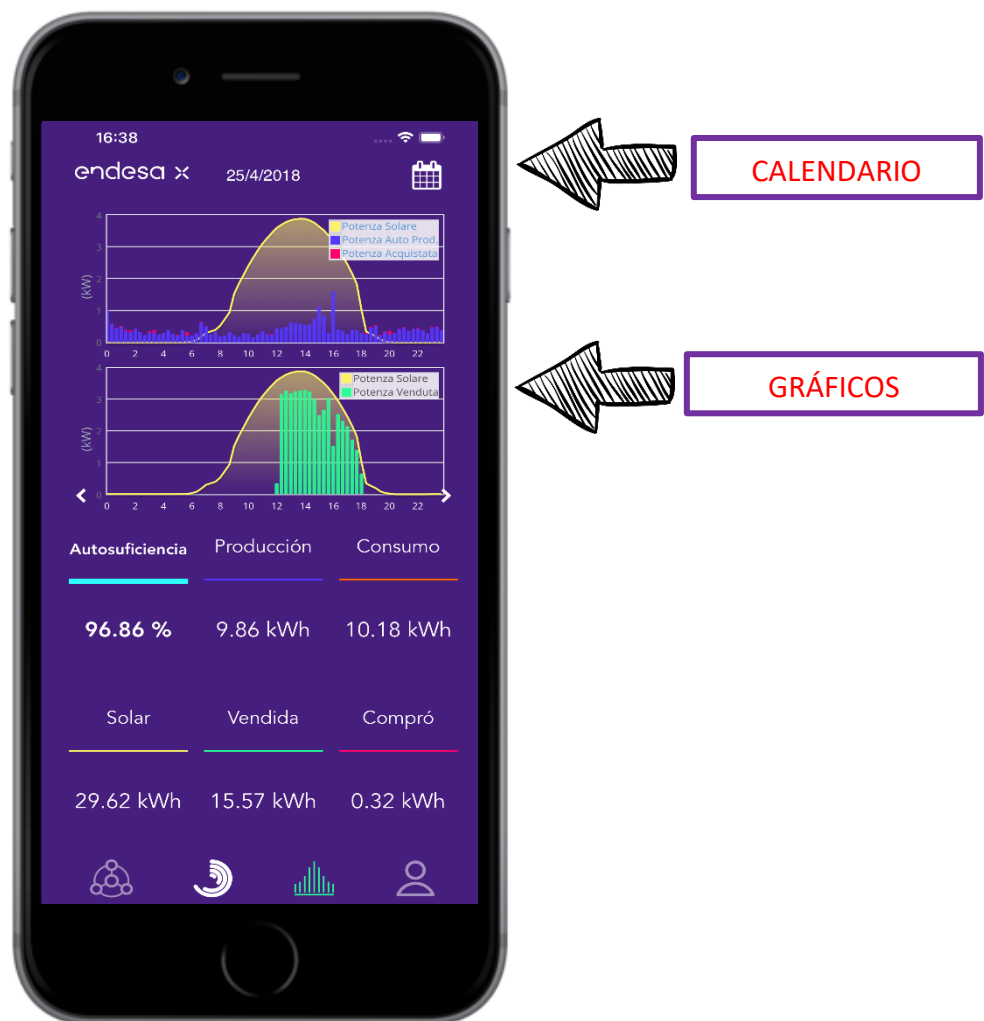 16:38
endesa x 25/4/2018
CALENDARIO
4
Potenza Solare
Potenza Auto Prod.
Potenza Acquistata
3
2
1
0
(kW)
0 2 4 6 8 10 12 14 16 18 20 22
GRÁFICOS
4
Potenza Solare
Potenza Venduta
3
2
1
0
(kW)
0 2 4 6 8 10 12 14 16 18 20 22
Autosuficiencia Producción Consumo
96.86 % 9.86 kWh 10.18 kWh
Solar Vendida Compró
29.62 kWh 15.57 kWh 0.32 kWh